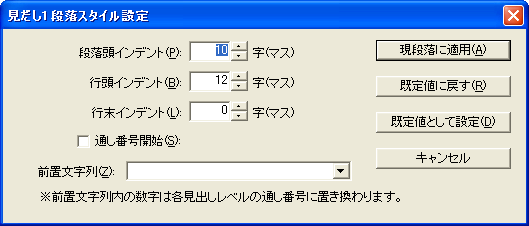 見だし1 段落スタイル設定
段落頭インデント(P): 10 字(マス)
現段落に適用(A)
行頭インデント(B): 12 字(マス)
既定値に戻す(R)
行末インデント(L): 0 字(マス)
既定値として設定(D)
通し番号開始(S):
キャンセル
前置文字列(Z):
※前置文字列内の数字は各見出しレベルの通し番号に置き換わります。